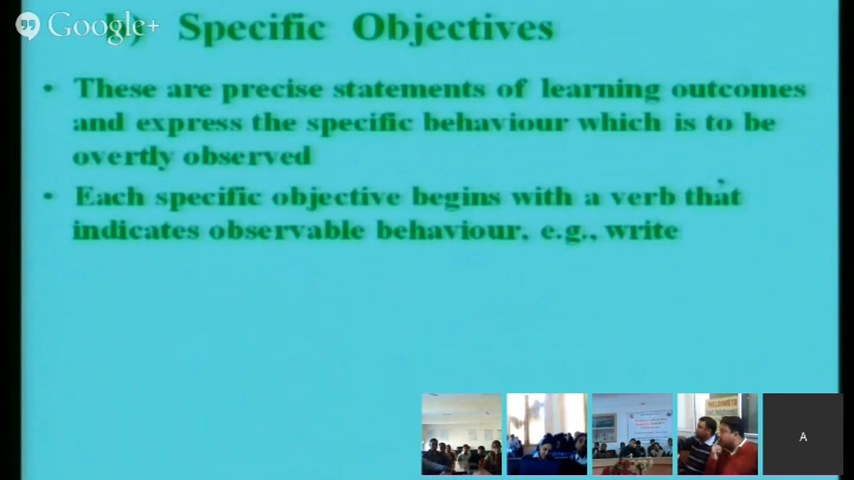 Google+
b) Specific Objectives
• These are precise statements of learning outcomes
and express the specific behaviour which is to be
overtly observed
• Each specific objective begins with a verb that
indicates observable behaviour, e.g., write
A